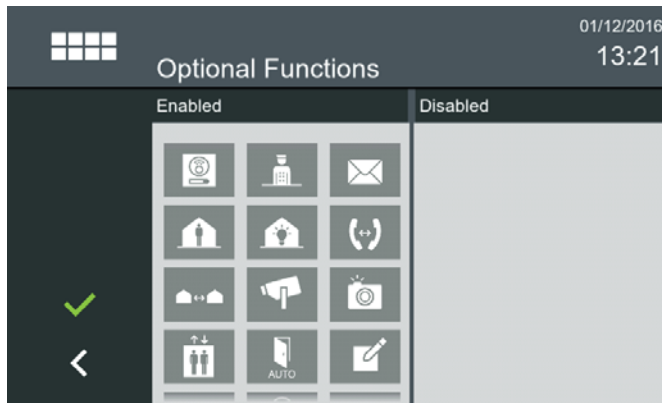 01/12/2016
13:21
Optional Functions
Enabled
Disabled
AUTO